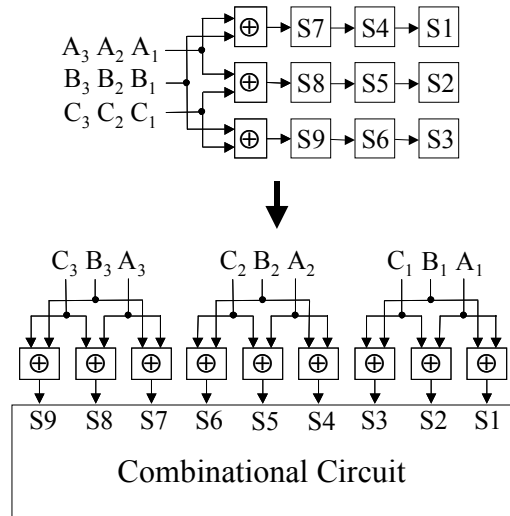 ⊕ S7 S4 S1
A₃ A₂ A₁
B₃ B₂ B₁ ⊕ S8 S5 S2
C₃ C₂ C₁
⊕ S9 S6 S3
C₃ B₃ A₃ C₂ B₂ A₂ C₁ B₁ A₁
⊕ ⊕ ⊕ ⊕ ⊕ ⊕ ⊕ ⊕ ⊕
S9 S8 S7 S6 S5 S4 S3 S2 S1
Combinational Circuit